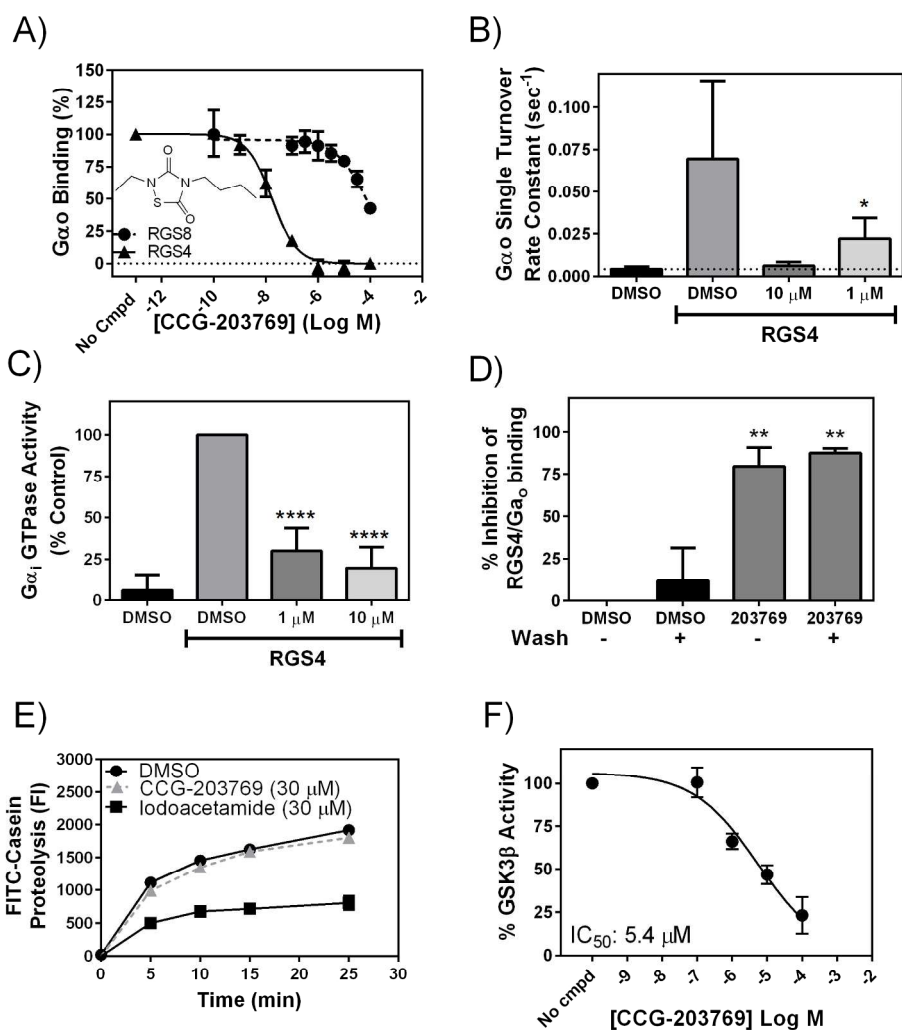 A)
Gαo Binding (%)
150
125
100
75
50
25
0
N
S
N
O
O
RGS8
RGS4
No Cmpd
-12
-10
-8
-6
-4
-2
[CCG-203769] (Log M)
B)
Gαo Single Turnover
Rate Constant (sec-1)
0.100
0.075
0.050
0.025
0.000
*
DMSO
DMSO
10 μM
1 μM
RGS4
C)
Gαi GTPase Activity
(% Control)
100
75
50
25
0
****
****
DMSO
DMSO
1 μM
10 μM
RGS4
D)
% Inhibition of
RGS4/Gao binding
100
75
50
25
0
**
**
DMSO
DMSO
203769
203769
Wash
-
+
-
+
E)
FITC-Casein
Proteolysis (FI)
3000
2500
2000
1500
1000
500
0
DMSO
CCG-203769 (30 μM)
Iodoacetamide (30 μM)
0
5
10
15
20
25
30
Time (min)
F)
% GSK3β Activity
125
100
75
50
25
0
IC50: 5.4 μM
No cmpd
-9
-8
-7
-6
-5
-4
-3
-2
[CCG-203769] Log M